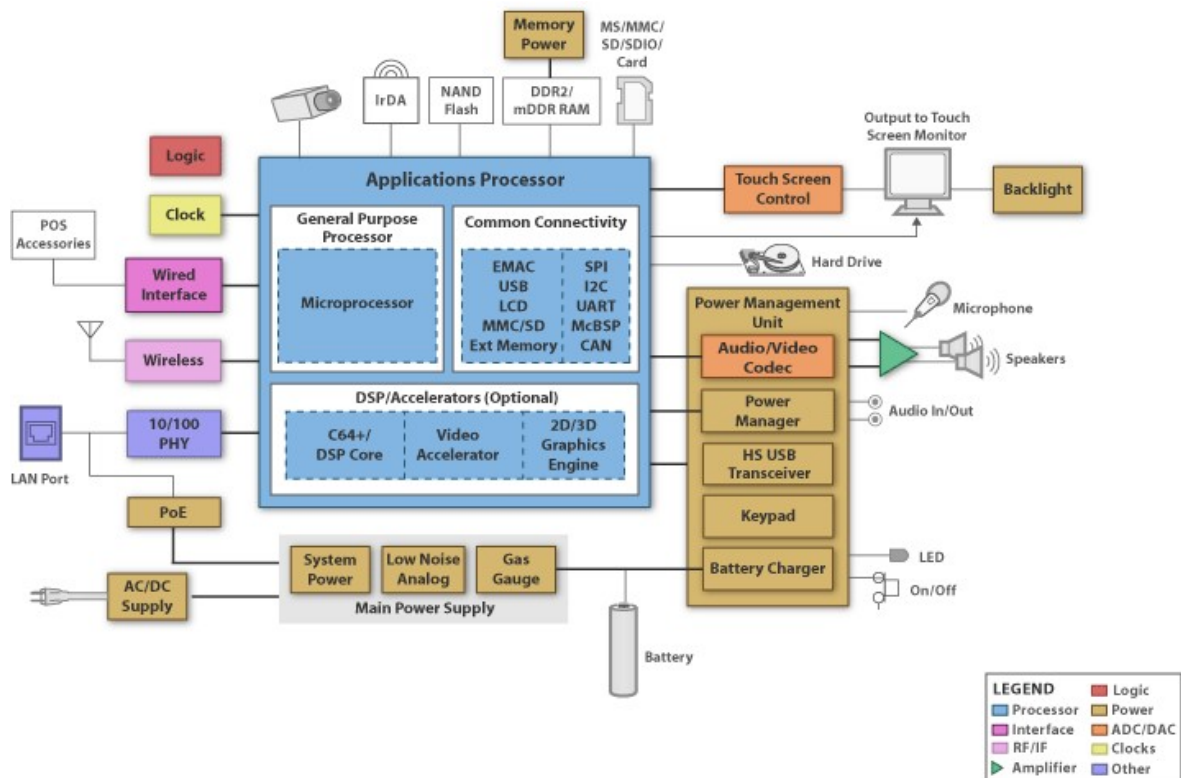 Memory
Power
MS/MMC/
SD/SDIO/
Card
IrDA
NAND
Flash
DDR2/
mDDR RAM
Output to Touch
Screen Monitor
Logic
Applications Processor
Touch Screen
Control
Backlight
Clock
General Purpose
Processor
Common Connectivity
POS
Accessories
Wired
Interface
Microprocessor
EMAC
USB
LCD
MMC/SD
Ext Memory
SPI
I2C
UART
McBSP
CAN
Hard Drive
Power Management
Unit
Microphone
Wireless
Audio/Video
Codec
Speakers
DSP/Accelerators (Optional)
Power
Manager
Audio In/Out
10/100
PHY
C64+/
DSP Core
Video
Accelerator
2D/3D
Graphics
Engine
HS USB
Transceiver
LAN Port
PoE
Keypad
System
Power
Low Noise
Analog
Gas
Gauge
Battery Charger
LED
AC/DC
Supply
Main Power Supply
On/Off
Battery
LEGEND
Processor
Interface
RF/IF
Amplifier
Logic
Power
ADC/DAC
Clocks
Other